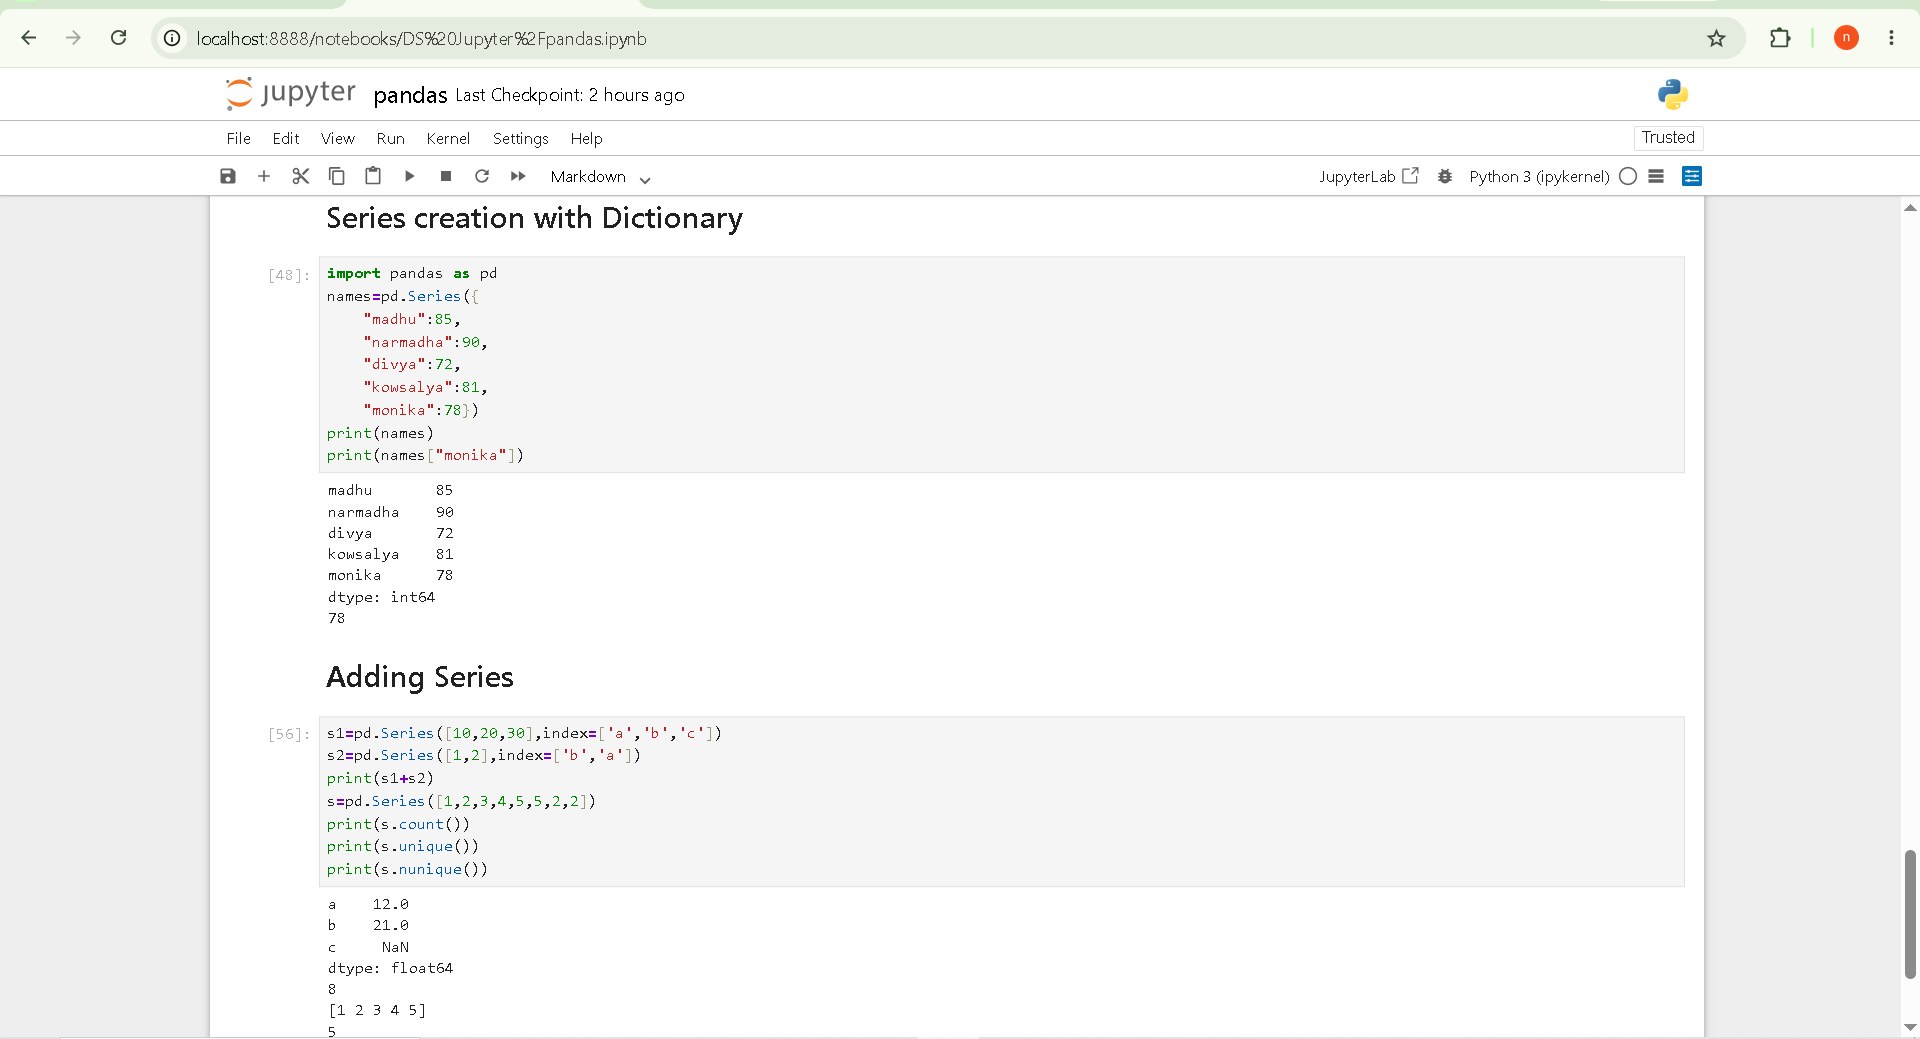 localhost:8888/notebooks/DS%20Jupyter%2Fpandas.ipynb
n
jupyter pandas Last Checkpoint: 2 hours ago
File Edit View Run Kernel Settings Help
Trusted
Markdown
JupyterLab
Python 3 (ipykernel)
Series creation with Dictionary
[48]:
import pandas as pd
names=pd.Series({
    "madhu":85,
    "narmadha":90,
    "divya":72,
    "kowsalya":81,
    "monika":78})
print(names)
print(names["monika"])
madhu       85
narmadha    90
divya       72
kowsalya    81
monika      78
dtype: int64
78
Adding Series
[56]:
s1=pd.Series([10,20,30],index=['a','b','c'])
s2=pd.Series([1,2],index=['b','a'])
print(s1+s2)
s=pd.Series([1,2,3,4,5,5,2,2])
print(s.count())
print(s.unique())
print(s.nunique())
a    12.0
b    21.0
c     NaN
dtype: float64
8
[1 2 3 4 5]
5